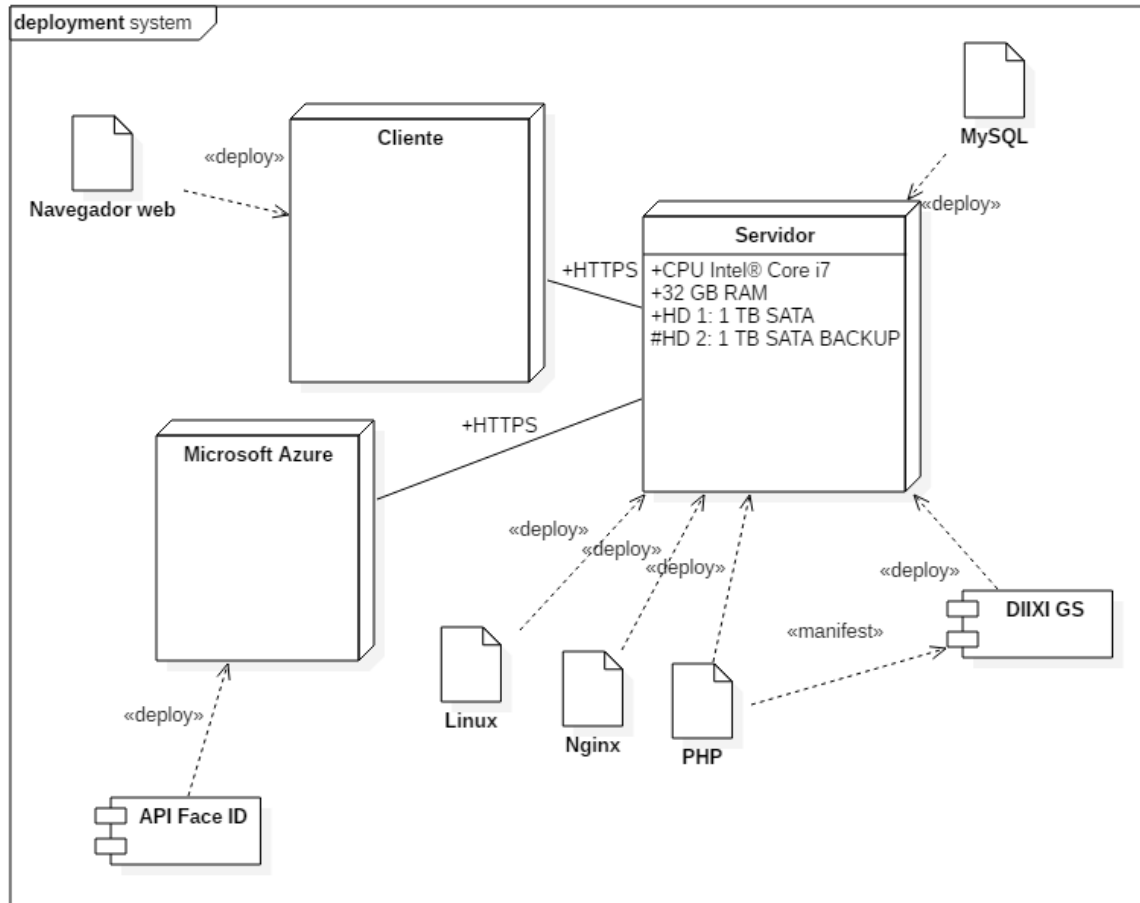 deployment system
MySQL
Cliente
«deploy»
Navegador web
«deploy»
Servidor
+HTTPS
+CPU Intel® Core i7
+32 GB RAM
+HD 1: 1 TB SATA
#HD 2: 1 TB SATA BACKUP
+HTTPS
Microsoft Azure
«deploy»
«deploy»
«deploy»
«deploy»
DIIXI GS
«manifest»
«deploy»
Linux
Nginx
PHP
API Face ID